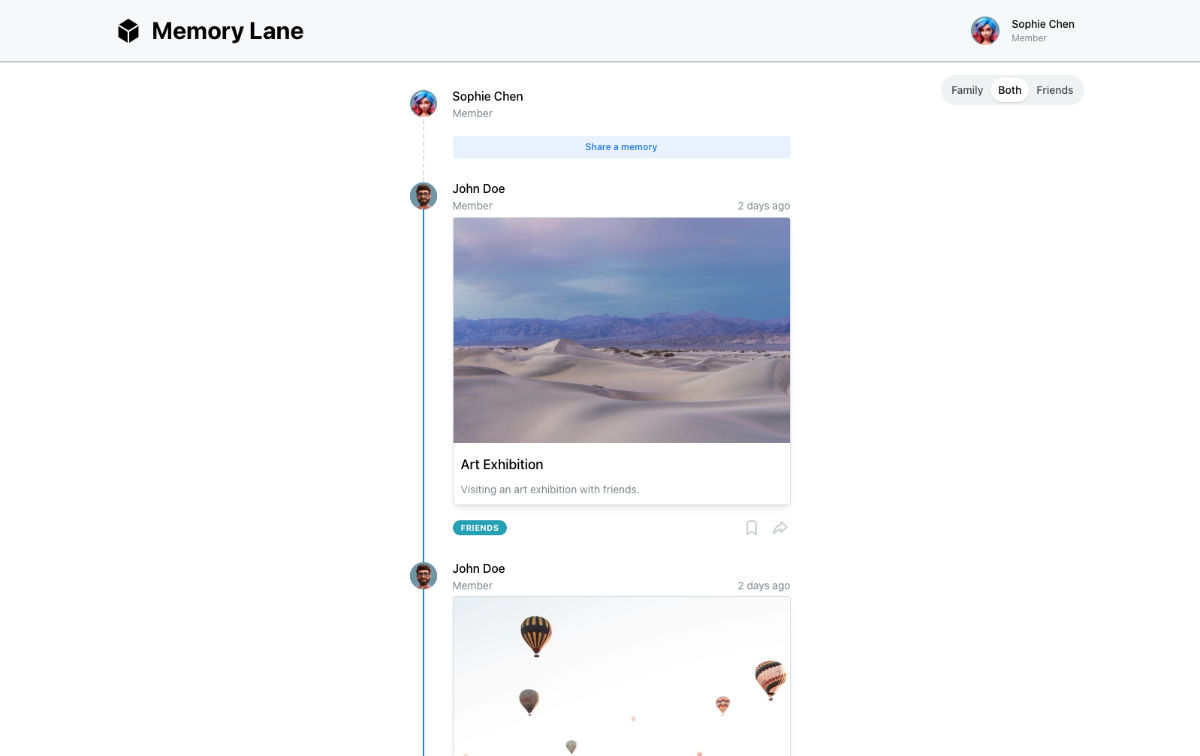 Memory Lane
Sophie Chen
Member
Family Both Friends
Sophie Chen
Member
Share a memory
John Doe
Member 2 days ago
Art Exhibition
Visiting an art exhibition with friends.
FRIENDS
John Doe
Member 2 days ago